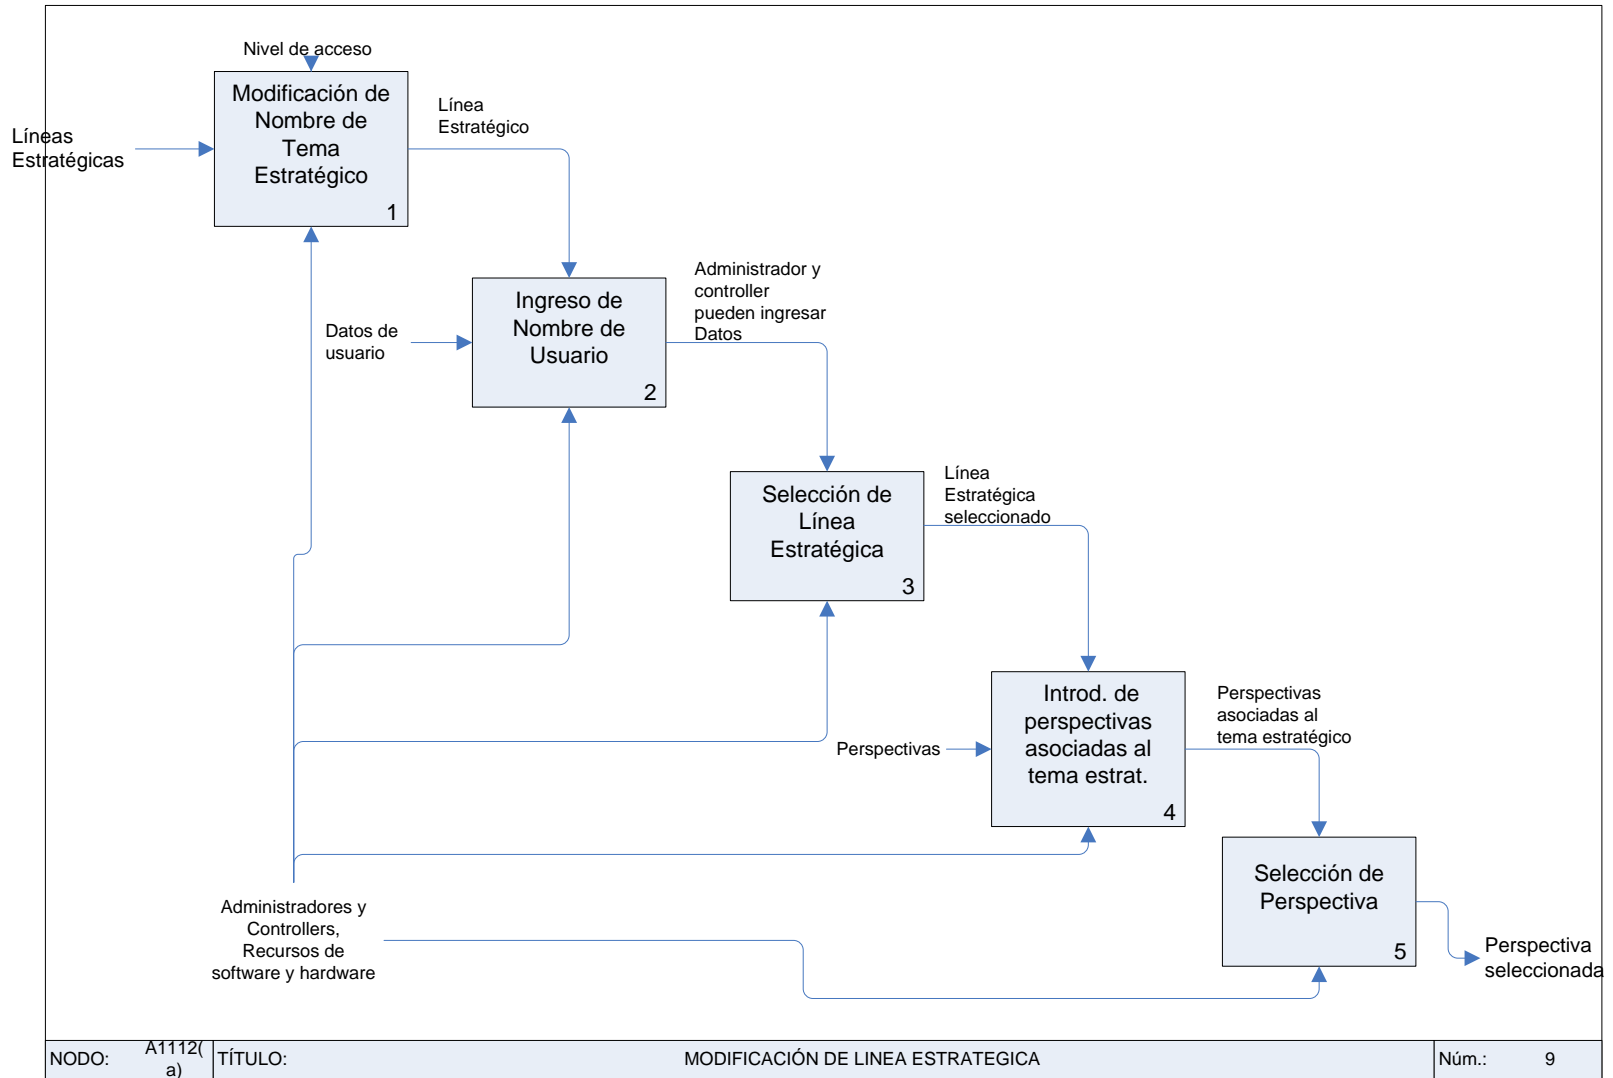 Nivel de acceso
Modificación de
Nombre de
Tema
Estratégico
1
Líneas
Estratégicas
Línea
Estratégico
Ingreso de
Nombre de
Usuario
2
Datos de
usuario
Administrador y
controller
pueden ingresar
Datos
Selección de
Línea
Estratégica
3
Línea
Estratégica
seleccionado
Introd. de
perspectivas
asociadas al
tema estrat.
4
Perspectivas
Perspectivas
asociadas al
tema estratégico
Selección de
Perspectiva
5
Perspectiva
seleccionada
Administradores y
Controllers,
Recursos de
software y hardware
NODO:
A1112(
a)
TÍTULO:
MODIFICACIÓN DE LINEA ESTRATEGICA
Núm.:
9